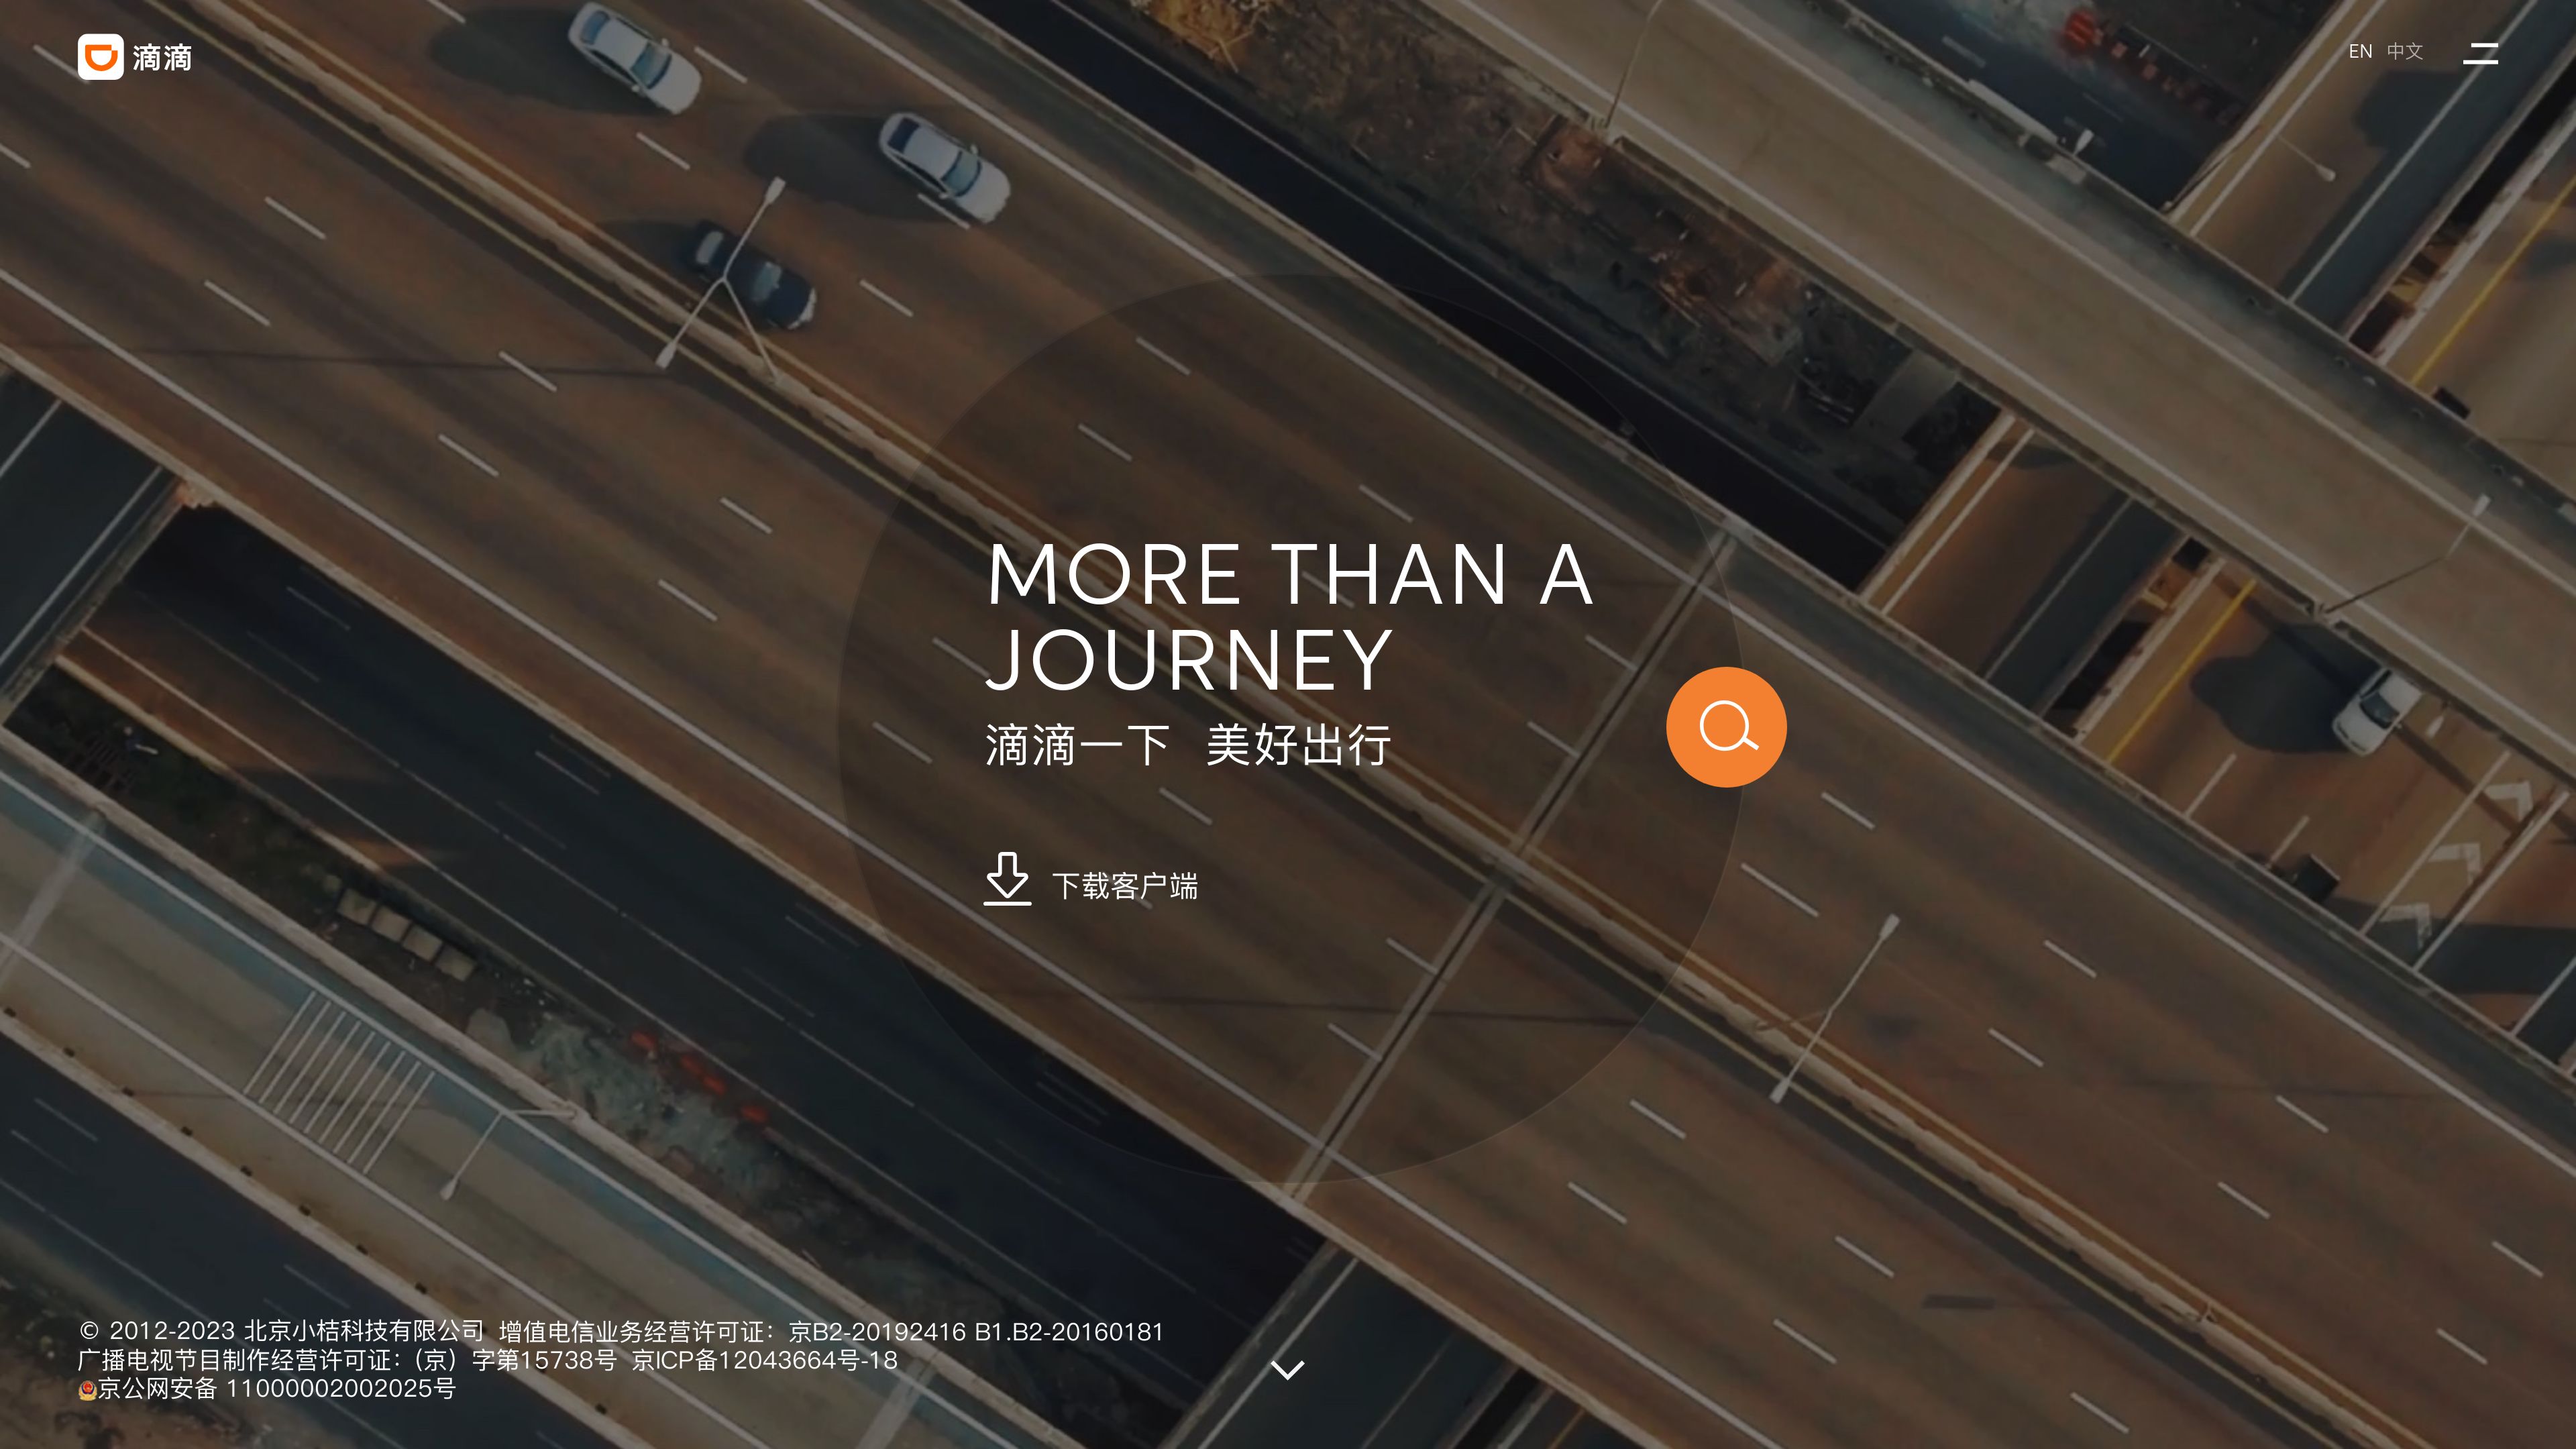 滴滴
EN 中文
MORE THAN A
JOURNEY
滴滴一下 美好出行
下载客户端
© 2012-2023 北京小桔科技有限公司 增值电信业务经营许可证：京B2-20192416 B1.B2-20160181
广播电视节目制作经营许可证：（京）字第15738号 京ICP备12043664号-18
京公网安备 11000002002025号